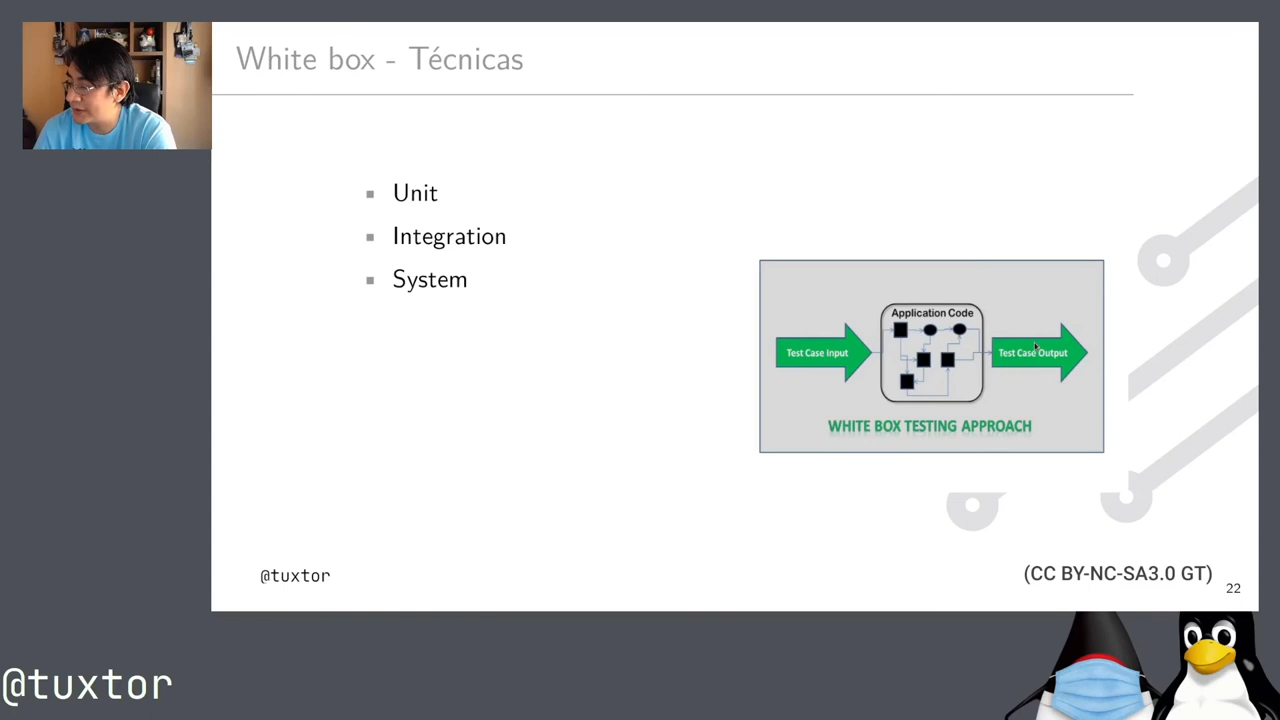 White box - Técnicas
Unit
Integration
System
Application Code
Test Case Input
Test Case Output
WHITE BOX TESTING APPROACH
@tuxtor
(CC BY-NC-SA3.0 GT)
22
@tuxtor